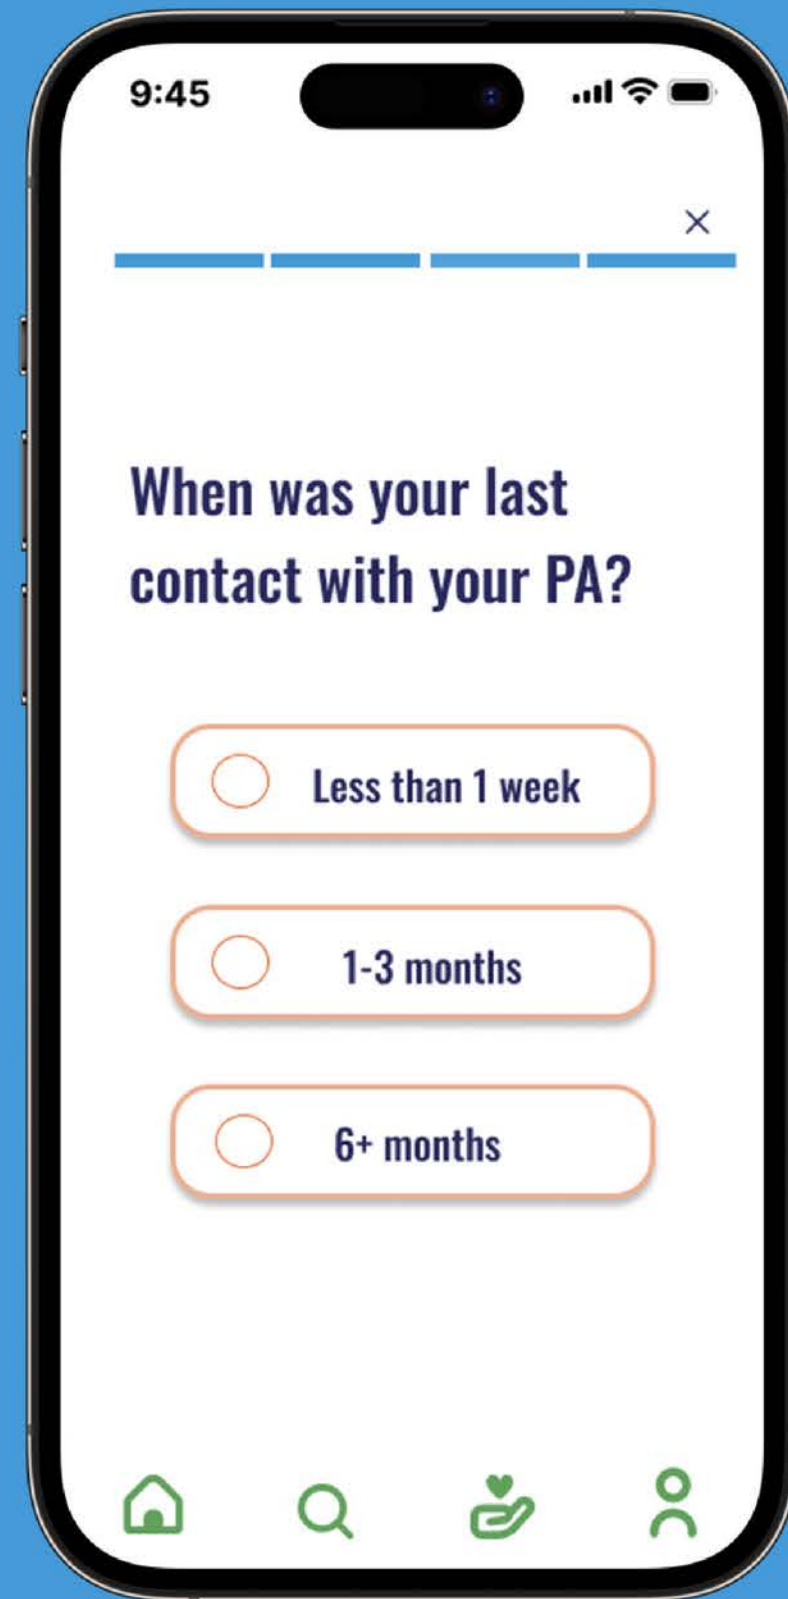 9:45
When was your last
contact with your PA?
Less than 1 week
1-3 months
6+ months